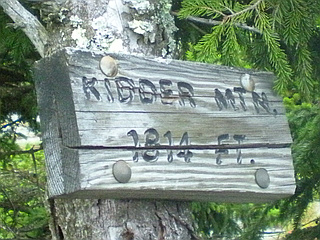 KIDDER MTN.
1814 FT.